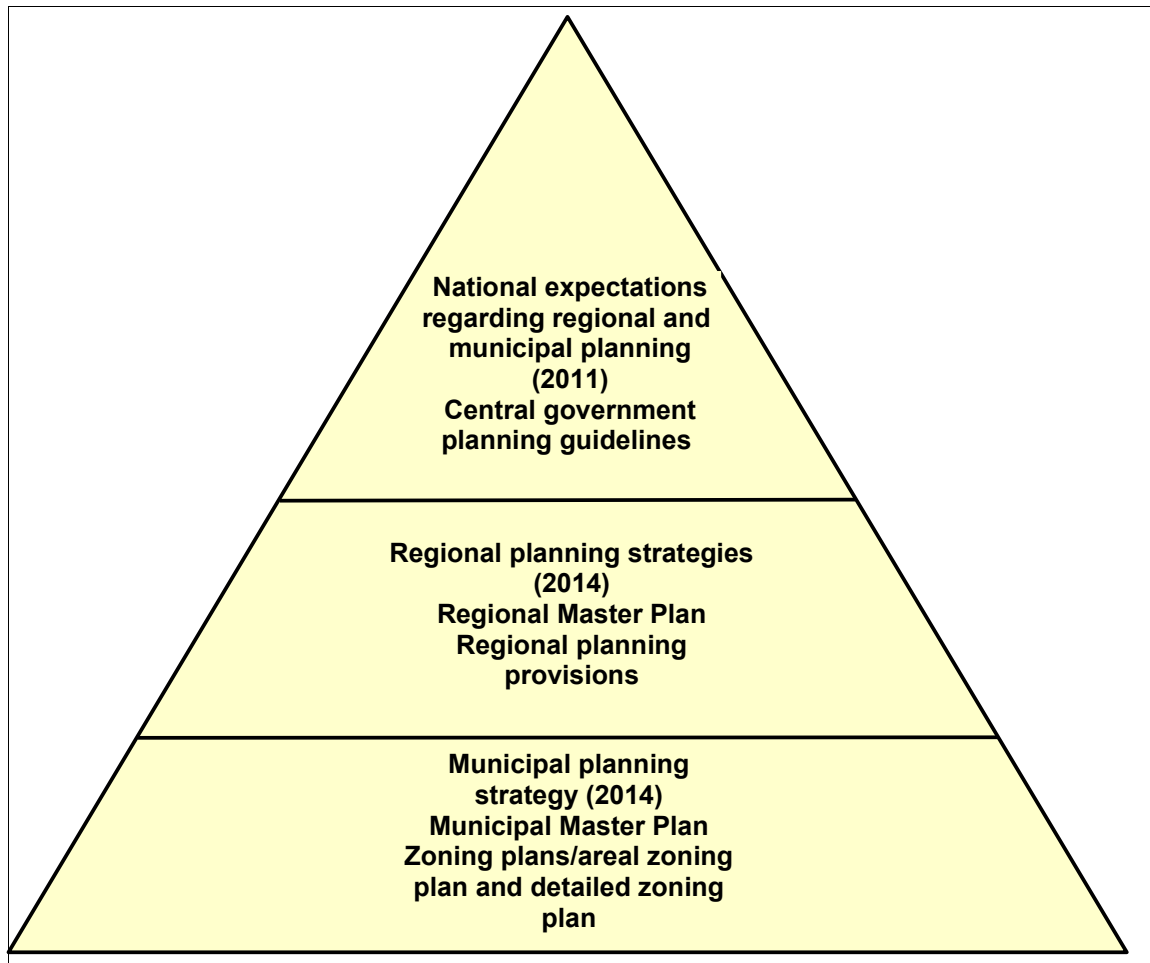 National expectations
regarding regional and
municipal planning
(2011)
Central government
planning guidelines
Regional planning strategies
(2014)
Regional Master Plan
Regional planning
provisions
Municipal planning
strategy (2014)
Municipal Master Plan
Zoning plans/areal zoning
plan and detailed zoning
plan